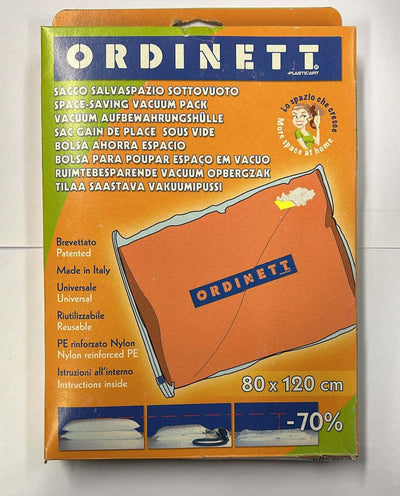 ORDINETT
PLASTICART
SACCO SALVASPAZIO SOTTOVUOTO
SPACE-SAVING VACUUM PACK
VACUUM AUFBEWAHRUNGSHÜLLE
SAC GAIN DE PLACE SOUS VIDE
BOLSA AHORRA ESPACIO
BOLSA PARA POUPAR ESPAÇO EM VACUO
RUIMTEBESPARENDE VACUUM OPBERGZAK
TILAA SAASTAVA VAKUUMIPUSSI
Lo spazio che cresce
More space at home
Brevettato
Patented
Made in Italy
Universale
Universal
Riutilizzabile
Reusable
PE rinforzato Nylon
Nylon reinforced PE
Istruzioni all'interno
Instructions inside
ORDINETT
80 x 120 cm
-70%